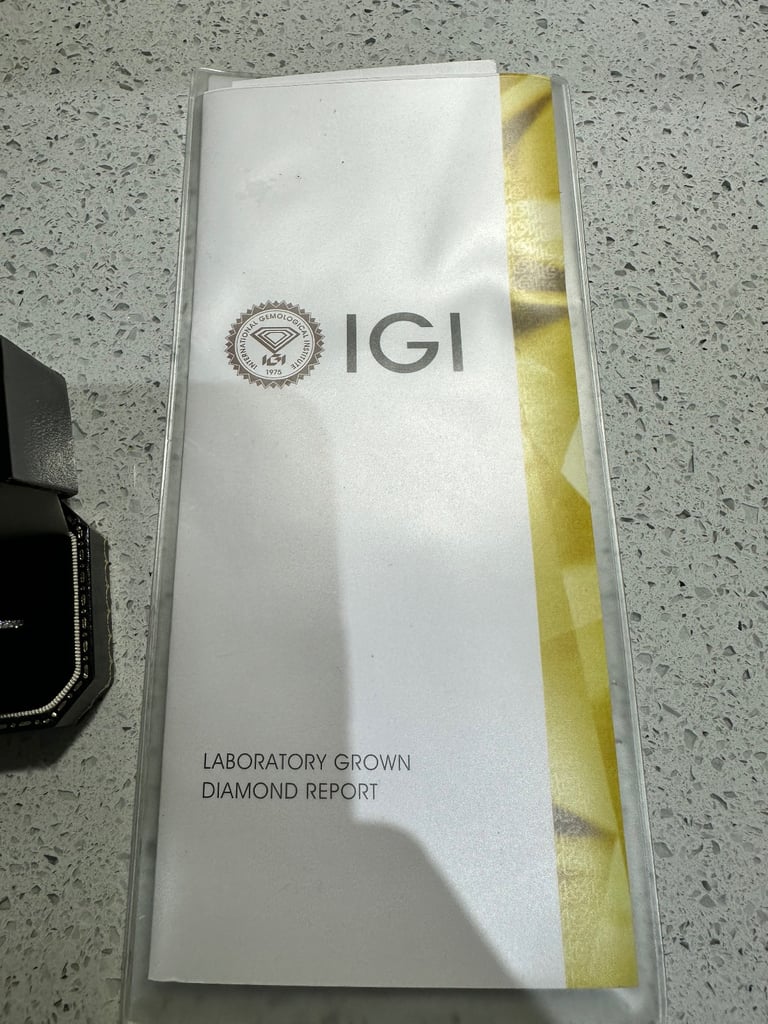 INTERNATIONAL GEMOLOGICAL INSTITUTE
IGI
1975
IGI
LABORATORY GROWN
DIAMOND REPORT